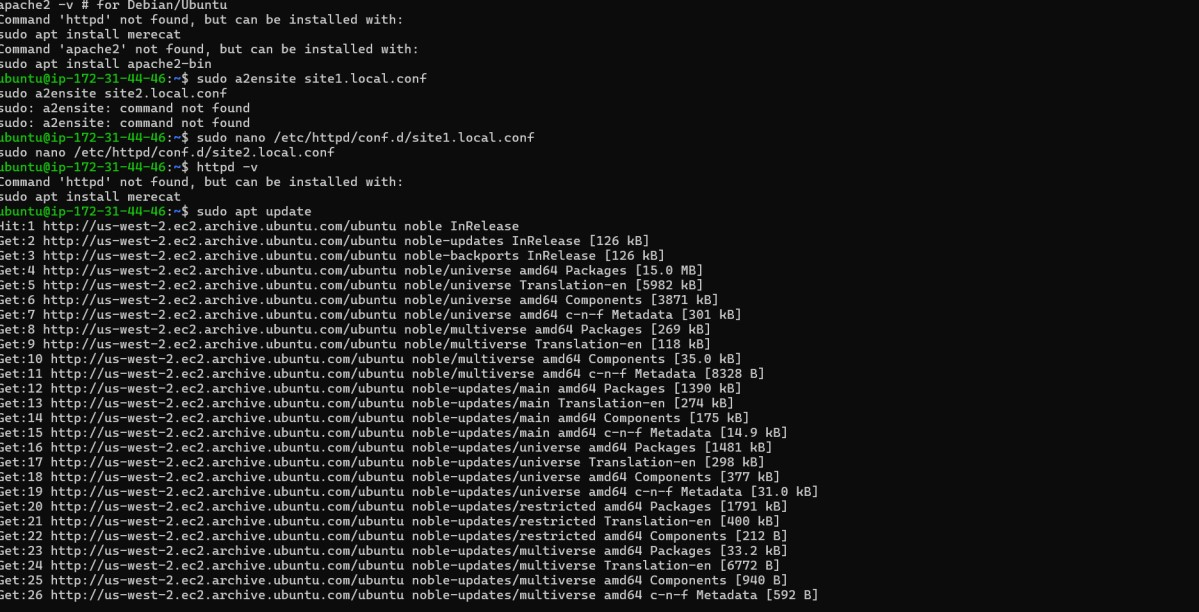 apache2 -v # for Debian/Ubuntu
Command 'httpd' not found, but can be installed with:
sudo apt install merecat
Command 'apache2' not found, but can be installed with:
sudo apt install apache2-bin
ubuntu@ip-172-31-44-46:~$ sudo a2ensite site1.local.conf
sudo a2ensite site2.local.conf
sudo: a2ensite: command not found
sudo: a2ensite: command not found
ubuntu@ip-172-31-44-46:~$ sudo nano /etc/httpd/conf.d/site1.local.conf
sudo nano /etc/httpd/conf.d/site2.local.conf
ubuntu@ip-172-31-44-46:~$ httpd -v
Command 'httpd' not found, but can be installed with:
sudo apt install merecat
ubuntu@ip-172-31-44-46:~$ sudo apt update
Hit:1 http://us-west-2.ec2.archive.ubuntu.com/ubuntu noble InRelease
Get:2 http://us-west-2.ec2.archive.ubuntu.com/ubuntu noble-updates InRelease [126 kB]
Get:3 http://us-west-2.ec2.archive.ubuntu.com/ubuntu noble-backports InRelease [126 kB]
Get:4 http://us-west-2.ec2.archive.ubuntu.com/ubuntu noble/universe amd64 Packages [15.0 MB]
Get:5 http://us-west-2.ec2.archive.ubuntu.com/ubuntu noble/universe Translation-en [5982 kB]
Get:6 http://us-west-2.ec2.archive.ubuntu.com/ubuntu noble/universe amd64 Components [3871 kB]
Get:7 http://us-west-2.ec2.archive.ubuntu.com/ubuntu noble/universe amd64 c-n-f Metadata [301 kB]
Get:8 http://us-west-2.ec2.archive.ubuntu.com/ubuntu noble/multiverse amd64 Packages [269 kB]
Get:9 http://us-west-2.ec2.archive.ubuntu.com/ubuntu noble/multiverse Translation-en [118 kB]
Get:10 http://us-west-2.ec2.archive.ubuntu.com/ubuntu noble/multiverse amd64 Components [35.0 kB]
Get:11 http://us-west-2.ec2.archive.ubuntu.com/ubuntu noble/multiverse amd64 c-n-f Metadata [8328 B]
Get:12 http://us-west-2.ec2.archive.ubuntu.com/ubuntu noble-updates/main amd64 Packages [1390 kB]
Get:13 http://us-west-2.ec2.archive.ubuntu.com/ubuntu noble-updates/main Translation-en [274 kB]
Get:14 http://us-west-2.ec2.archive.ubuntu.com/ubuntu noble-updates/main amd64 Components [175 kB]
Get:15 http://us-west-2.ec2.archive.ubuntu.com/ubuntu noble-updates/main amd64 c-n-f Metadata [14.9 kB]
Get:16 http://us-west-2.ec2.archive.ubuntu.com/ubuntu noble-updates/universe amd64 Packages [1481 kB]
Get:17 http://us-west-2.ec2.archive.ubuntu.com/ubuntu noble-updates/universe Translation-en [298 kB]
Get:18 http://us-west-2.ec2.archive.ubuntu.com/ubuntu noble-updates/universe amd64 Components [377 kB]
Get:19 http://us-west-2.ec2.archive.ubuntu.com/ubuntu noble-updates/universe amd64 c-n-f Metadata [31.0 kB]
Get:20 http://us-west-2.ec2.archive.ubuntu.com/ubuntu noble-updates/restricted amd64 Packages [1791 kB]
Get:21 http://us-west-2.ec2.archive.ubuntu.com/ubuntu noble-updates/restricted Translation-en [400 kB]
Get:22 http://us-west-2.ec2.archive.ubuntu.com/ubuntu noble-updates/restricted amd64 Components [212 B]
Get:23 http://us-west-2.ec2.archive.ubuntu.com/ubuntu noble-updates/multiverse amd64 Packages [33.2 kB]
Get:24 http://us-west-2.ec2.archive.ubuntu.com/ubuntu noble-updates/multiverse Translation-en [6772 B]
Get:25 http://us-west-2.ec2.archive.ubuntu.com/ubuntu noble-updates/multiverse amd64 Components [940 B]
Get:26 http://us-west-2.ec2.archive.ubuntu.com/ubuntu noble-updates/multiverse amd64 c-n-f Metadata [592 B]